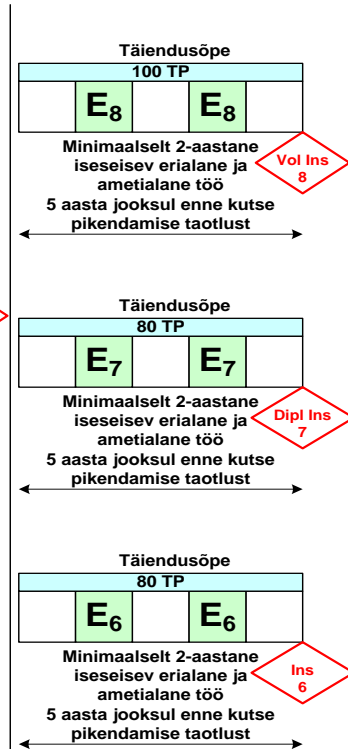 Täiendusõpe
100 TP
E8 E8
Minimaalselt 2-aastane
iseseisev erialane ja
ametialane töö
5 aasta jooksul enne kutse
pikendamise taotlust
Vol Ins
8
Täiendusõpe
80 TP
E7 E7
Minimaalselt 2-aastane
iseseisev erialane ja
ametialane töö
5 aasta jooksul enne kutse
pikendamise taotlust
Dipl Ins
7
Täiendusõpe
80 TP
E6 E6
Minimaalselt 2-aastane
iseseisev erialane ja
ametialane töö
5 aasta jooksul enne kutse
pikendamise taotlust
Ins
6